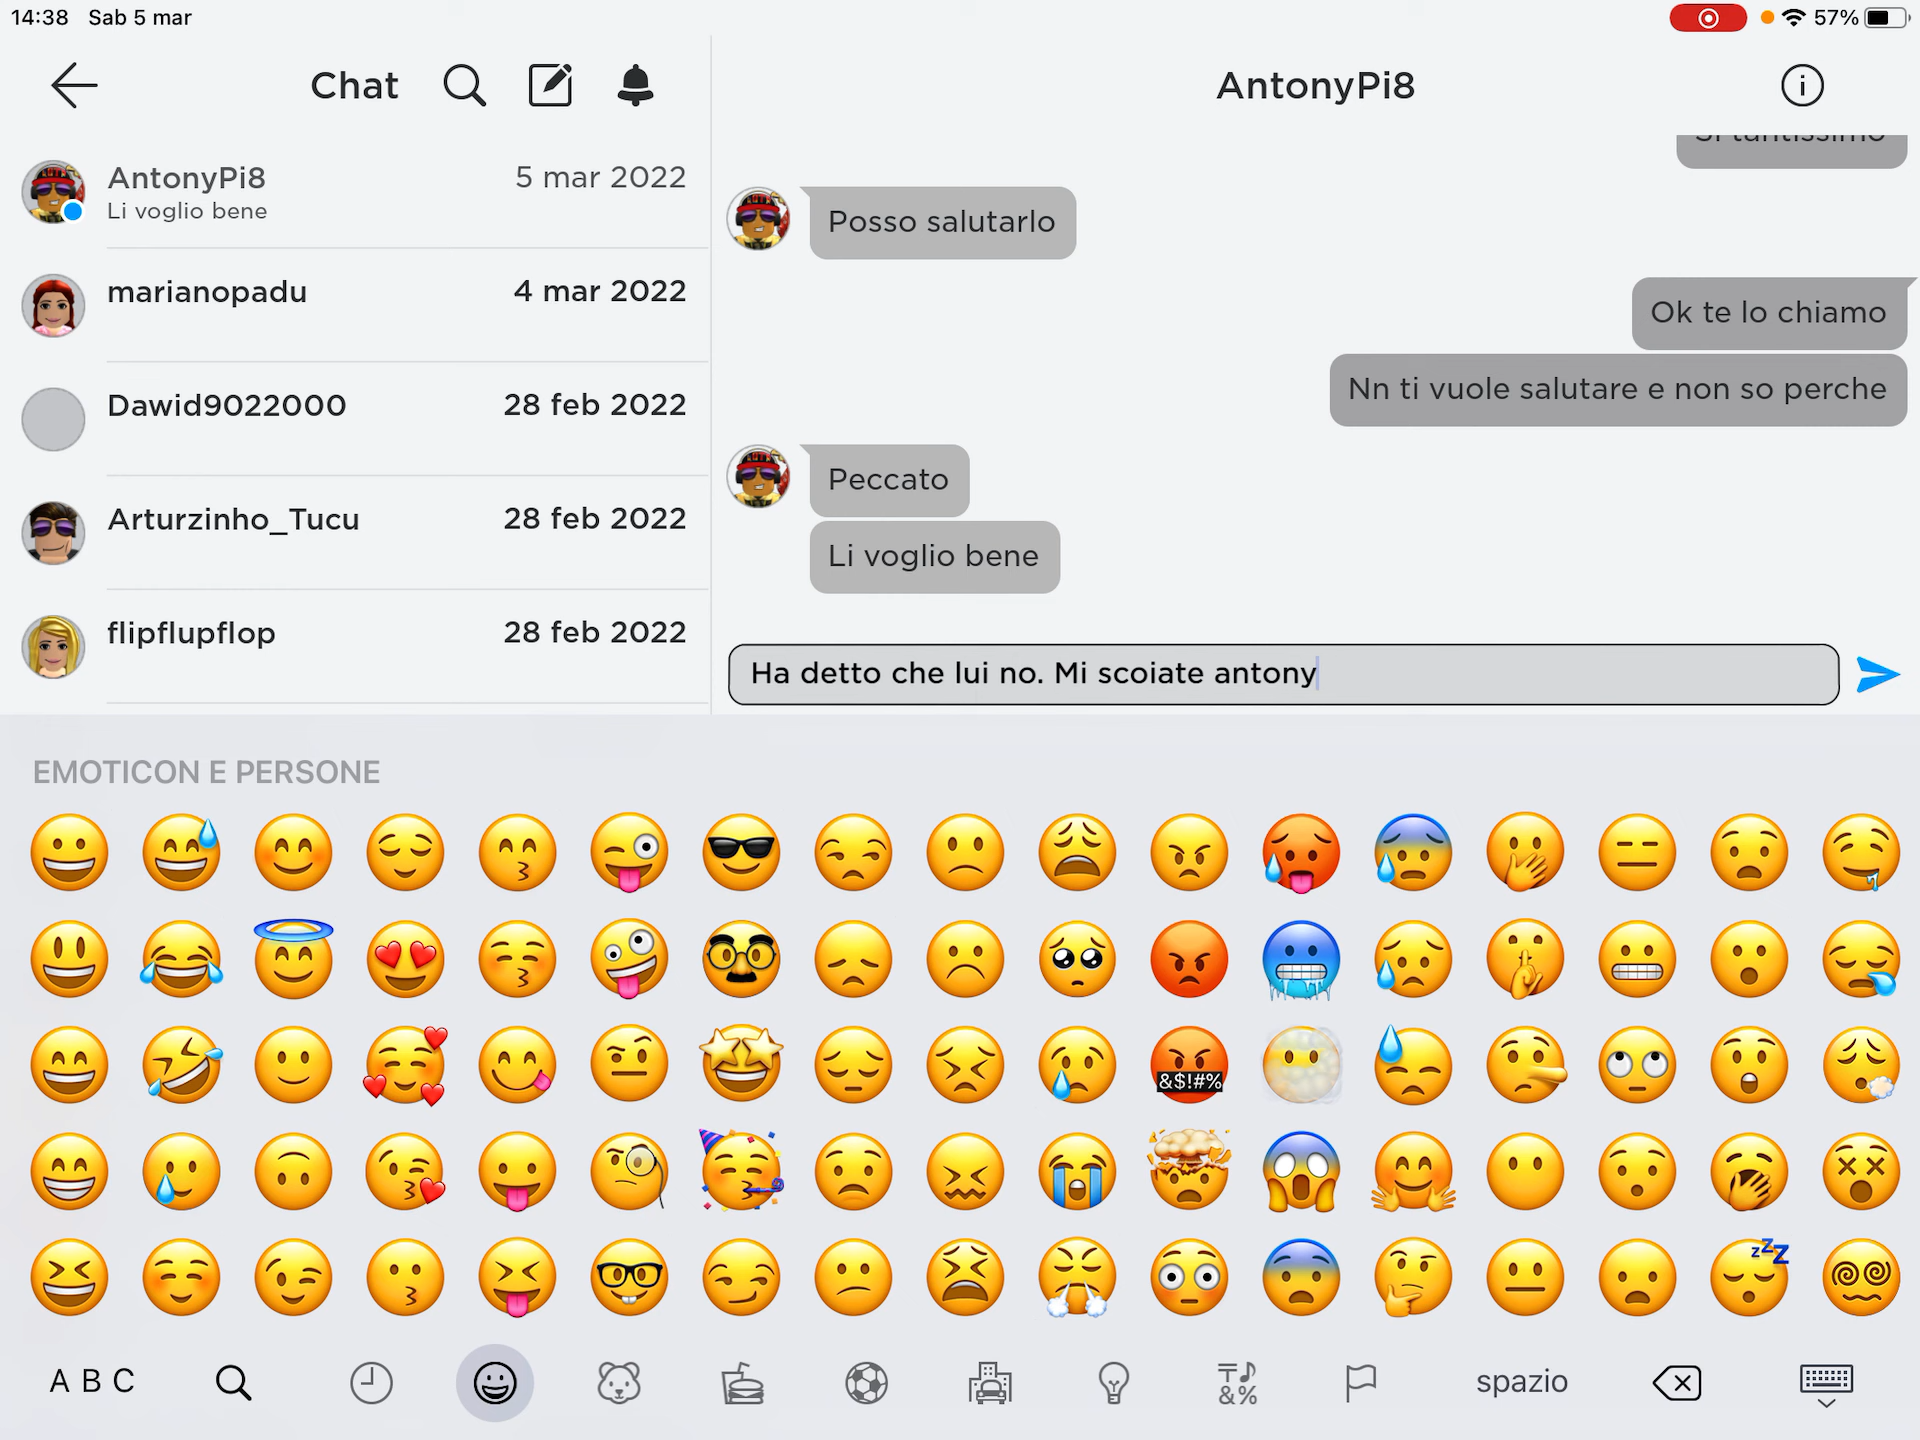 14:38 Sab 5 mar
57%
Chat
AntonyPi8
AntonyPi8 5 mar 2022
Li voglio bene
marianopadu 4 mar 2022
Dawid9022000 28 feb 2022
Arturzinho_Tucu 28 feb 2022
flipflupflop 28 feb 2022
Si tantissimo
Posso salutarlo
Ok te lo chiamo
Nn ti vuole salutare e non so perche
Peccato
Li voglio bene
Ha detto che lui no. Mi scoiate antony
EMOTICON E PERSONE
&$!#%
zzZ
A B C
&%
spazio